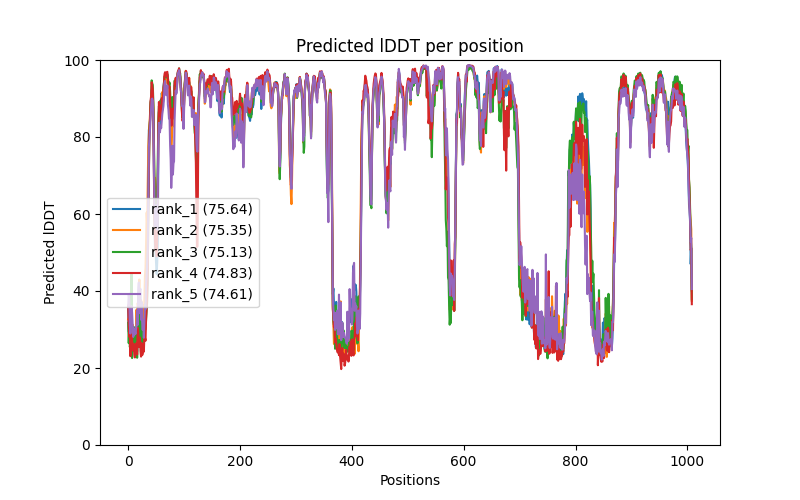 Predicted lDDT per position
Predicted lDDT
100
80
60
40
20
0
rank_1 (75.64)
rank_2 (75.35)
rank_3 (75.13)
rank_4 (74.83)
rank_5 (74.61)
0 200 400 600 800 1000
Positions